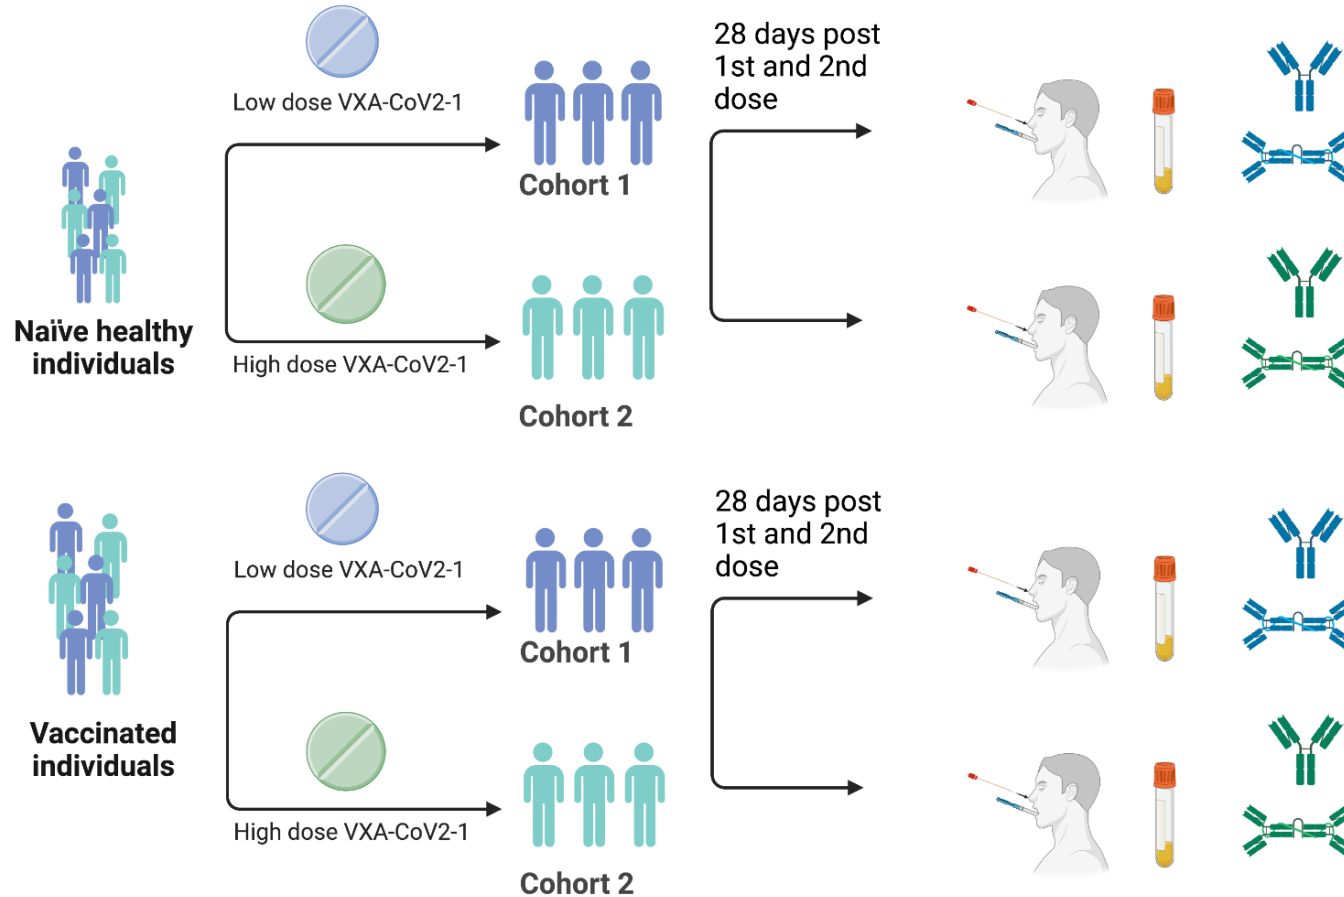 28 days post
1st and 2nd
dose
Low dose VXA-CoV2-1
Cohort 1
Naïve healthy
individuals
High dose VXA-CoV2-1
Cohort 2
28 days post
1st and 2nd
dose
Low dose VXA-CoV2-1
Cohort 1
Vaccinated
individuals
High dose VXA-CoV2-1
Cohort 2